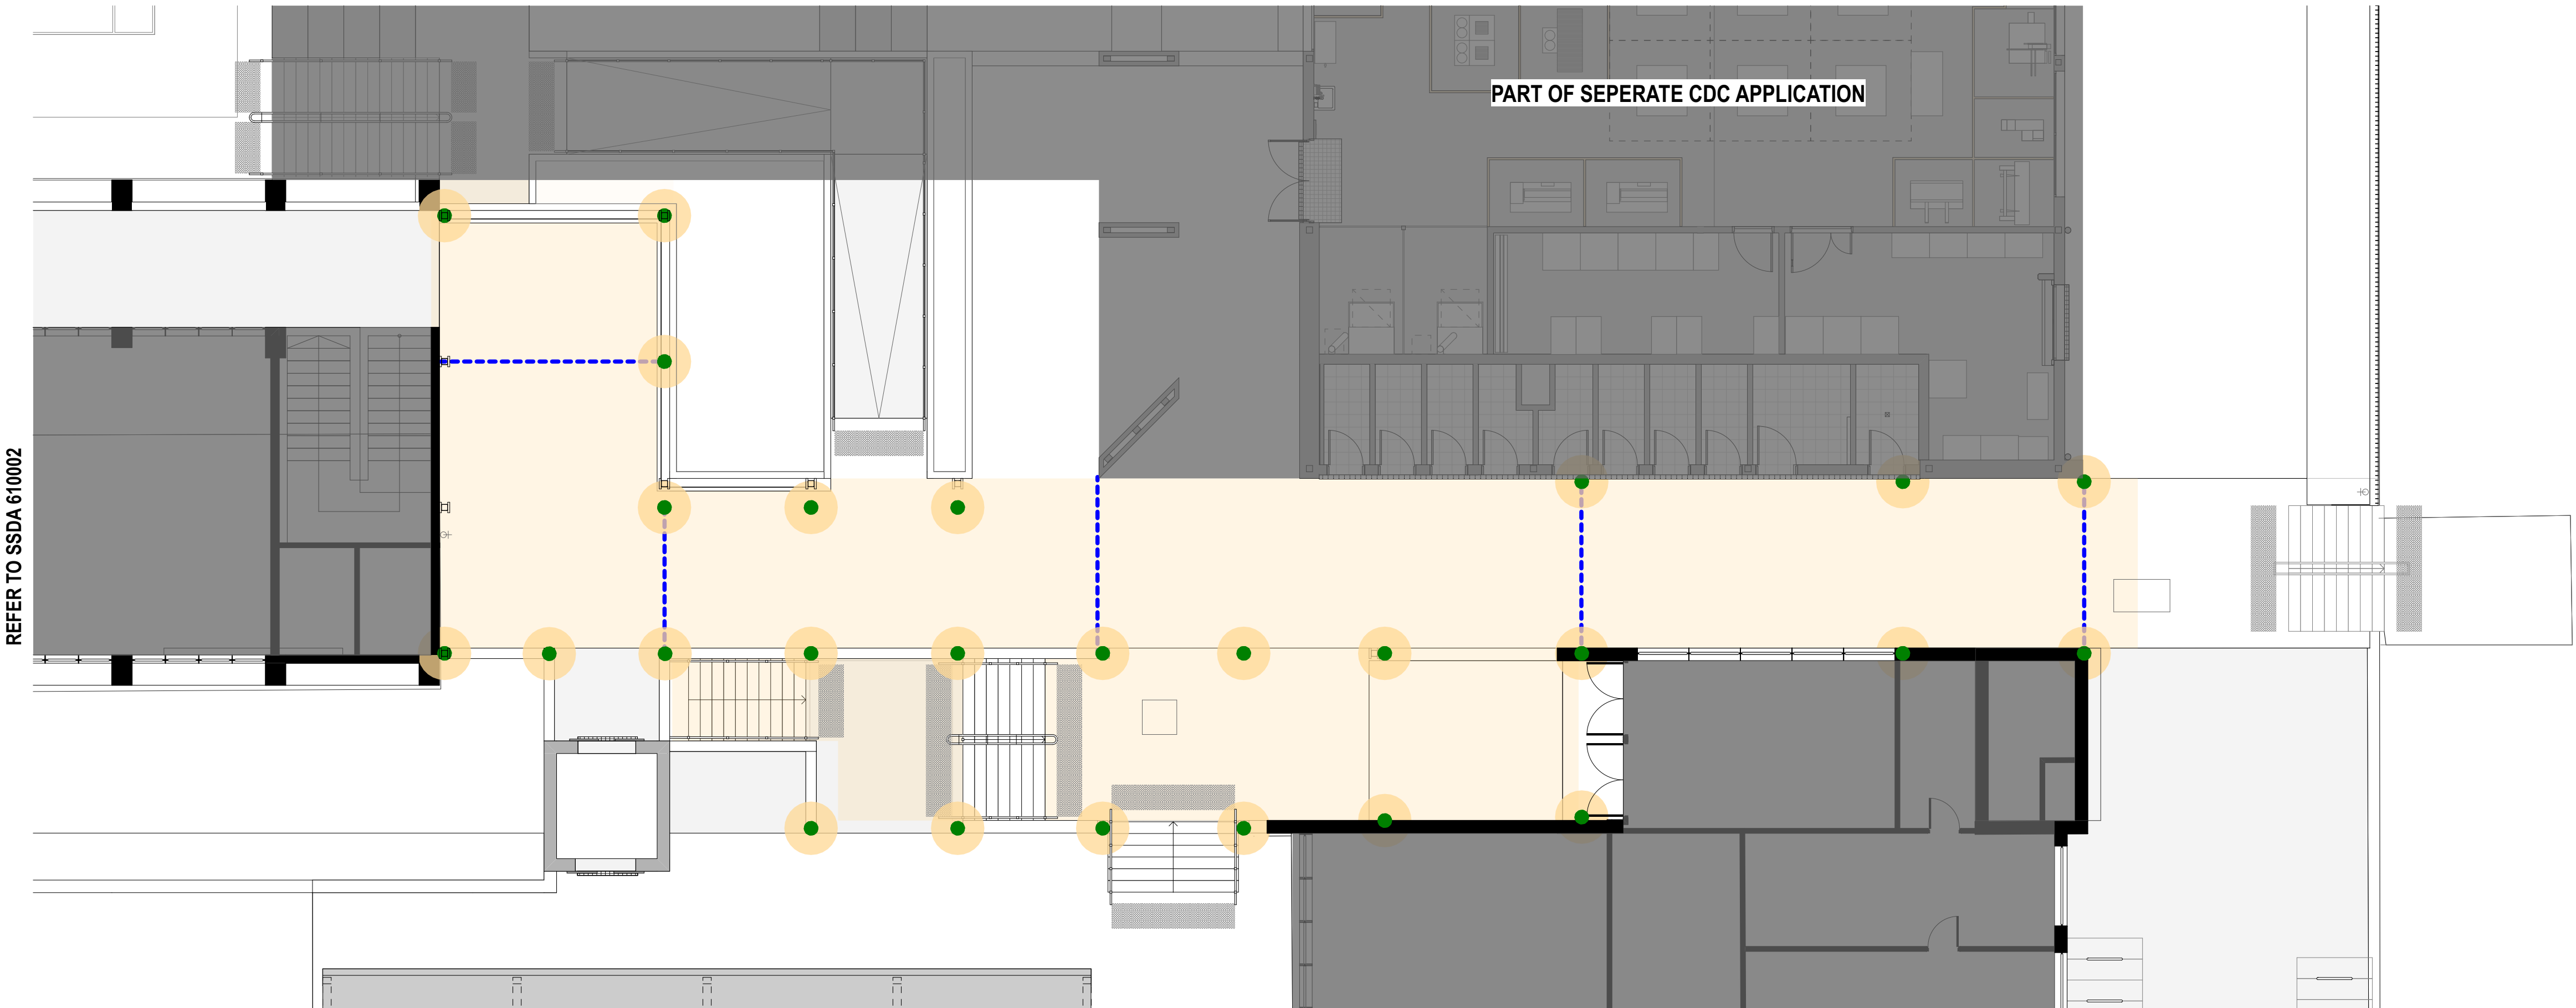 PART OF SEPERATE CDC APPLICATION
REFER TO SSDA 610002